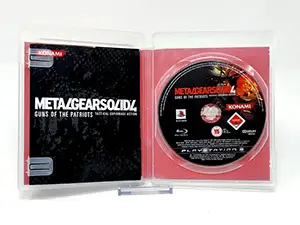 KONAMI
METAL GEAR SOLID 4
GUNS OF THE PATRIOTS TACTICAL ESPIONAGE ACTION
METAL GEAR SOLID 4
GUNS OF THE PATRIOTS
KONAMI
15
PLAYSTATION 3